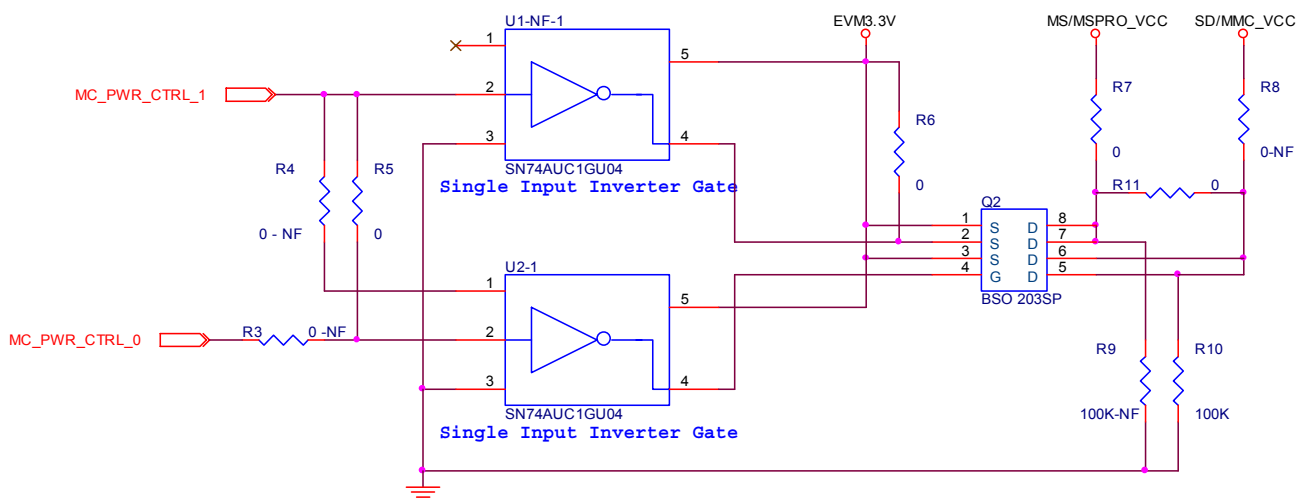 U1-NF-1
EVM3.3V
MS/MSPRO_VCC
SD/MMC_VCC
1
5
MC_PWR_CTRL_1
2
R7
R8
R6
3
4
SN74AUC1GU04
Single Input Inverter Gate
0
0-NF
R4
R5
0
R11
0
0 - NF
0
Q2
1
S
D
8
2
S
D
7
3
S
D
6
4
G
D
5
BSO 203SP
U2-1
1
5
MC_PWR_CTRL_0
R3
0 -NF
2
3
4
SN74AUC1GU04
Single Input Inverter Gate
R9
R10
100K-NF
100K